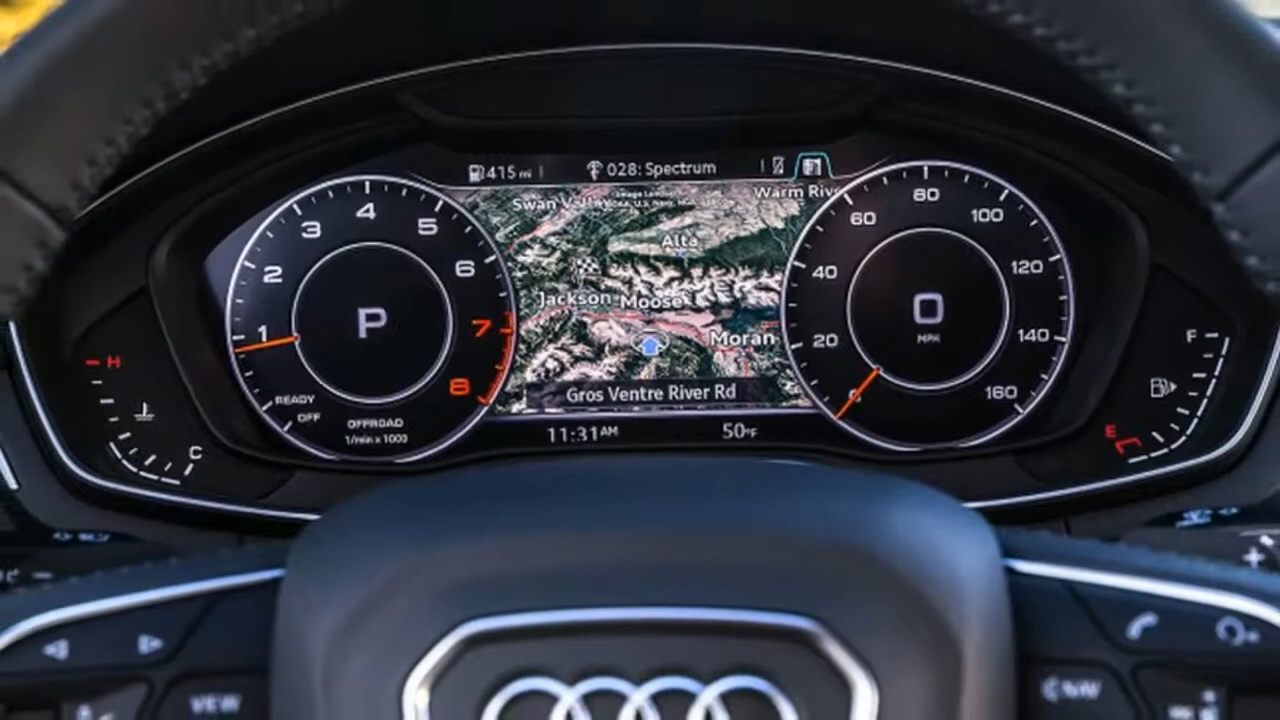 415 mi
028: Spectrum
Swan V
Warm Rive
Alta
Jackson
Moose
Moran
Gros Ventre River Rd
11:31AM
50°F
1
2
3
4
5
6
7
8
P
READY
OFF
OFFROAD
1/min x 1000
20
40
60
80
100
120
140
160
0
MPH
H
C
F
E
VIEW